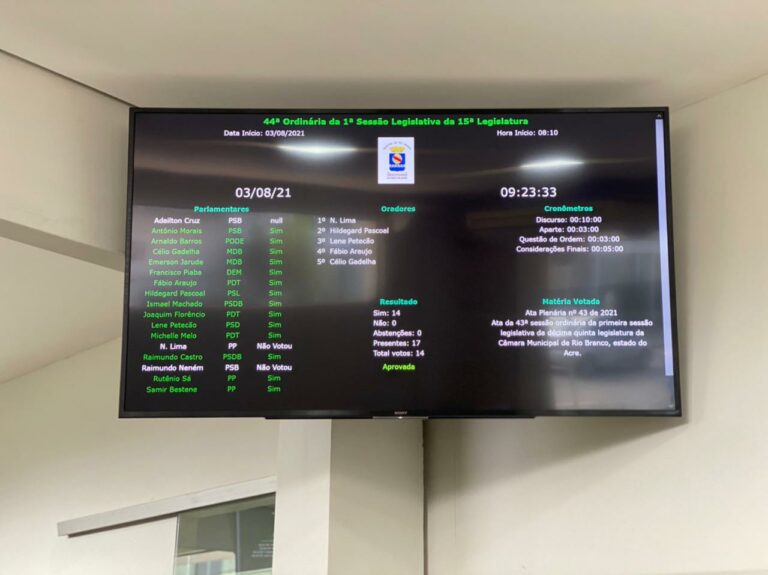 44ª Ordinária da 1ª Sessão Legislativa da 15ª Legislatura
Data Início: 03/08/2021
Hora Início: 08:10
03/08/21
09:23:33
Parlamentares
Adailton Cruz PSB null
Antônio Morais PSB Sim
Arnaldo Barros PODE Sim
Célio Gadelha MDB Sim
Emerson Jarude MDB Sim
Francisco Piaba DEM Sim
Fábio Araujo PDT Sim
Hildegard Pascoal PSL Sim
Ismael Machado PSDB Sim
Joaquim Florêncio PDT Sim
Lene Petecão PSD Sim
Michelle Melo PDT Sim
N. Lima PP Não Votou
Raimundo Castro PSDB Sim
Raimundo Neném PSB Não Votou
Rutênio Sá PP Sim
Samir Bestene PP Sim
Oradores
1º N. Lima
2º Hildegard Pascoal
3º Lene Petecão
4º Fábio Araujo
5º Célio Gadelha
Resultado
Sim: 14
Não: 0
Abstenções: 0
Presentes: 17
Total votos: 14
Aprovada
Cronômetros
Discurso: 00:10:00
Aparte: 00:03:00
Questão de Ordem: 00:03:00
Considerações Finais: 00:05:00
Matéria Votada
Ata Plenária nº 43 de 2021
Ata da 43ª sessão ordinária da primeira sessão
legislativa da décima quinta legislatura da
Câmara Municipal de Rio Branco, estado do
Acre.
SONY